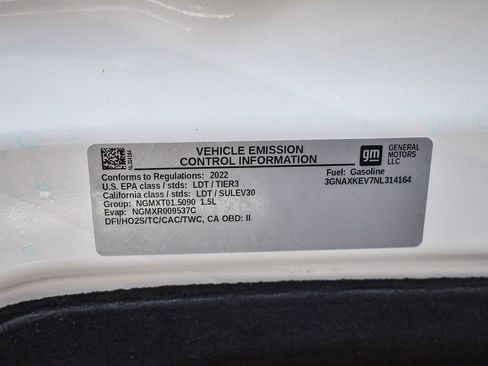 VEHICLE EMISSION
CONTROL INFORMATION
gm
GENERAL
MOTORS
LLC
Conforms to Regulations: 2022
U.S. EPA class / stds: LDT / TIER3
California class / stds: LDT / SULEV30
Group: NGMXT01.5090 1.5L
Evap: NGMXR009537C
DFI/HO2S/TC/CAC/TWC, CA OBD: II
Fuel: Gasoline
3GNAXKEV7NL314164
NL314164